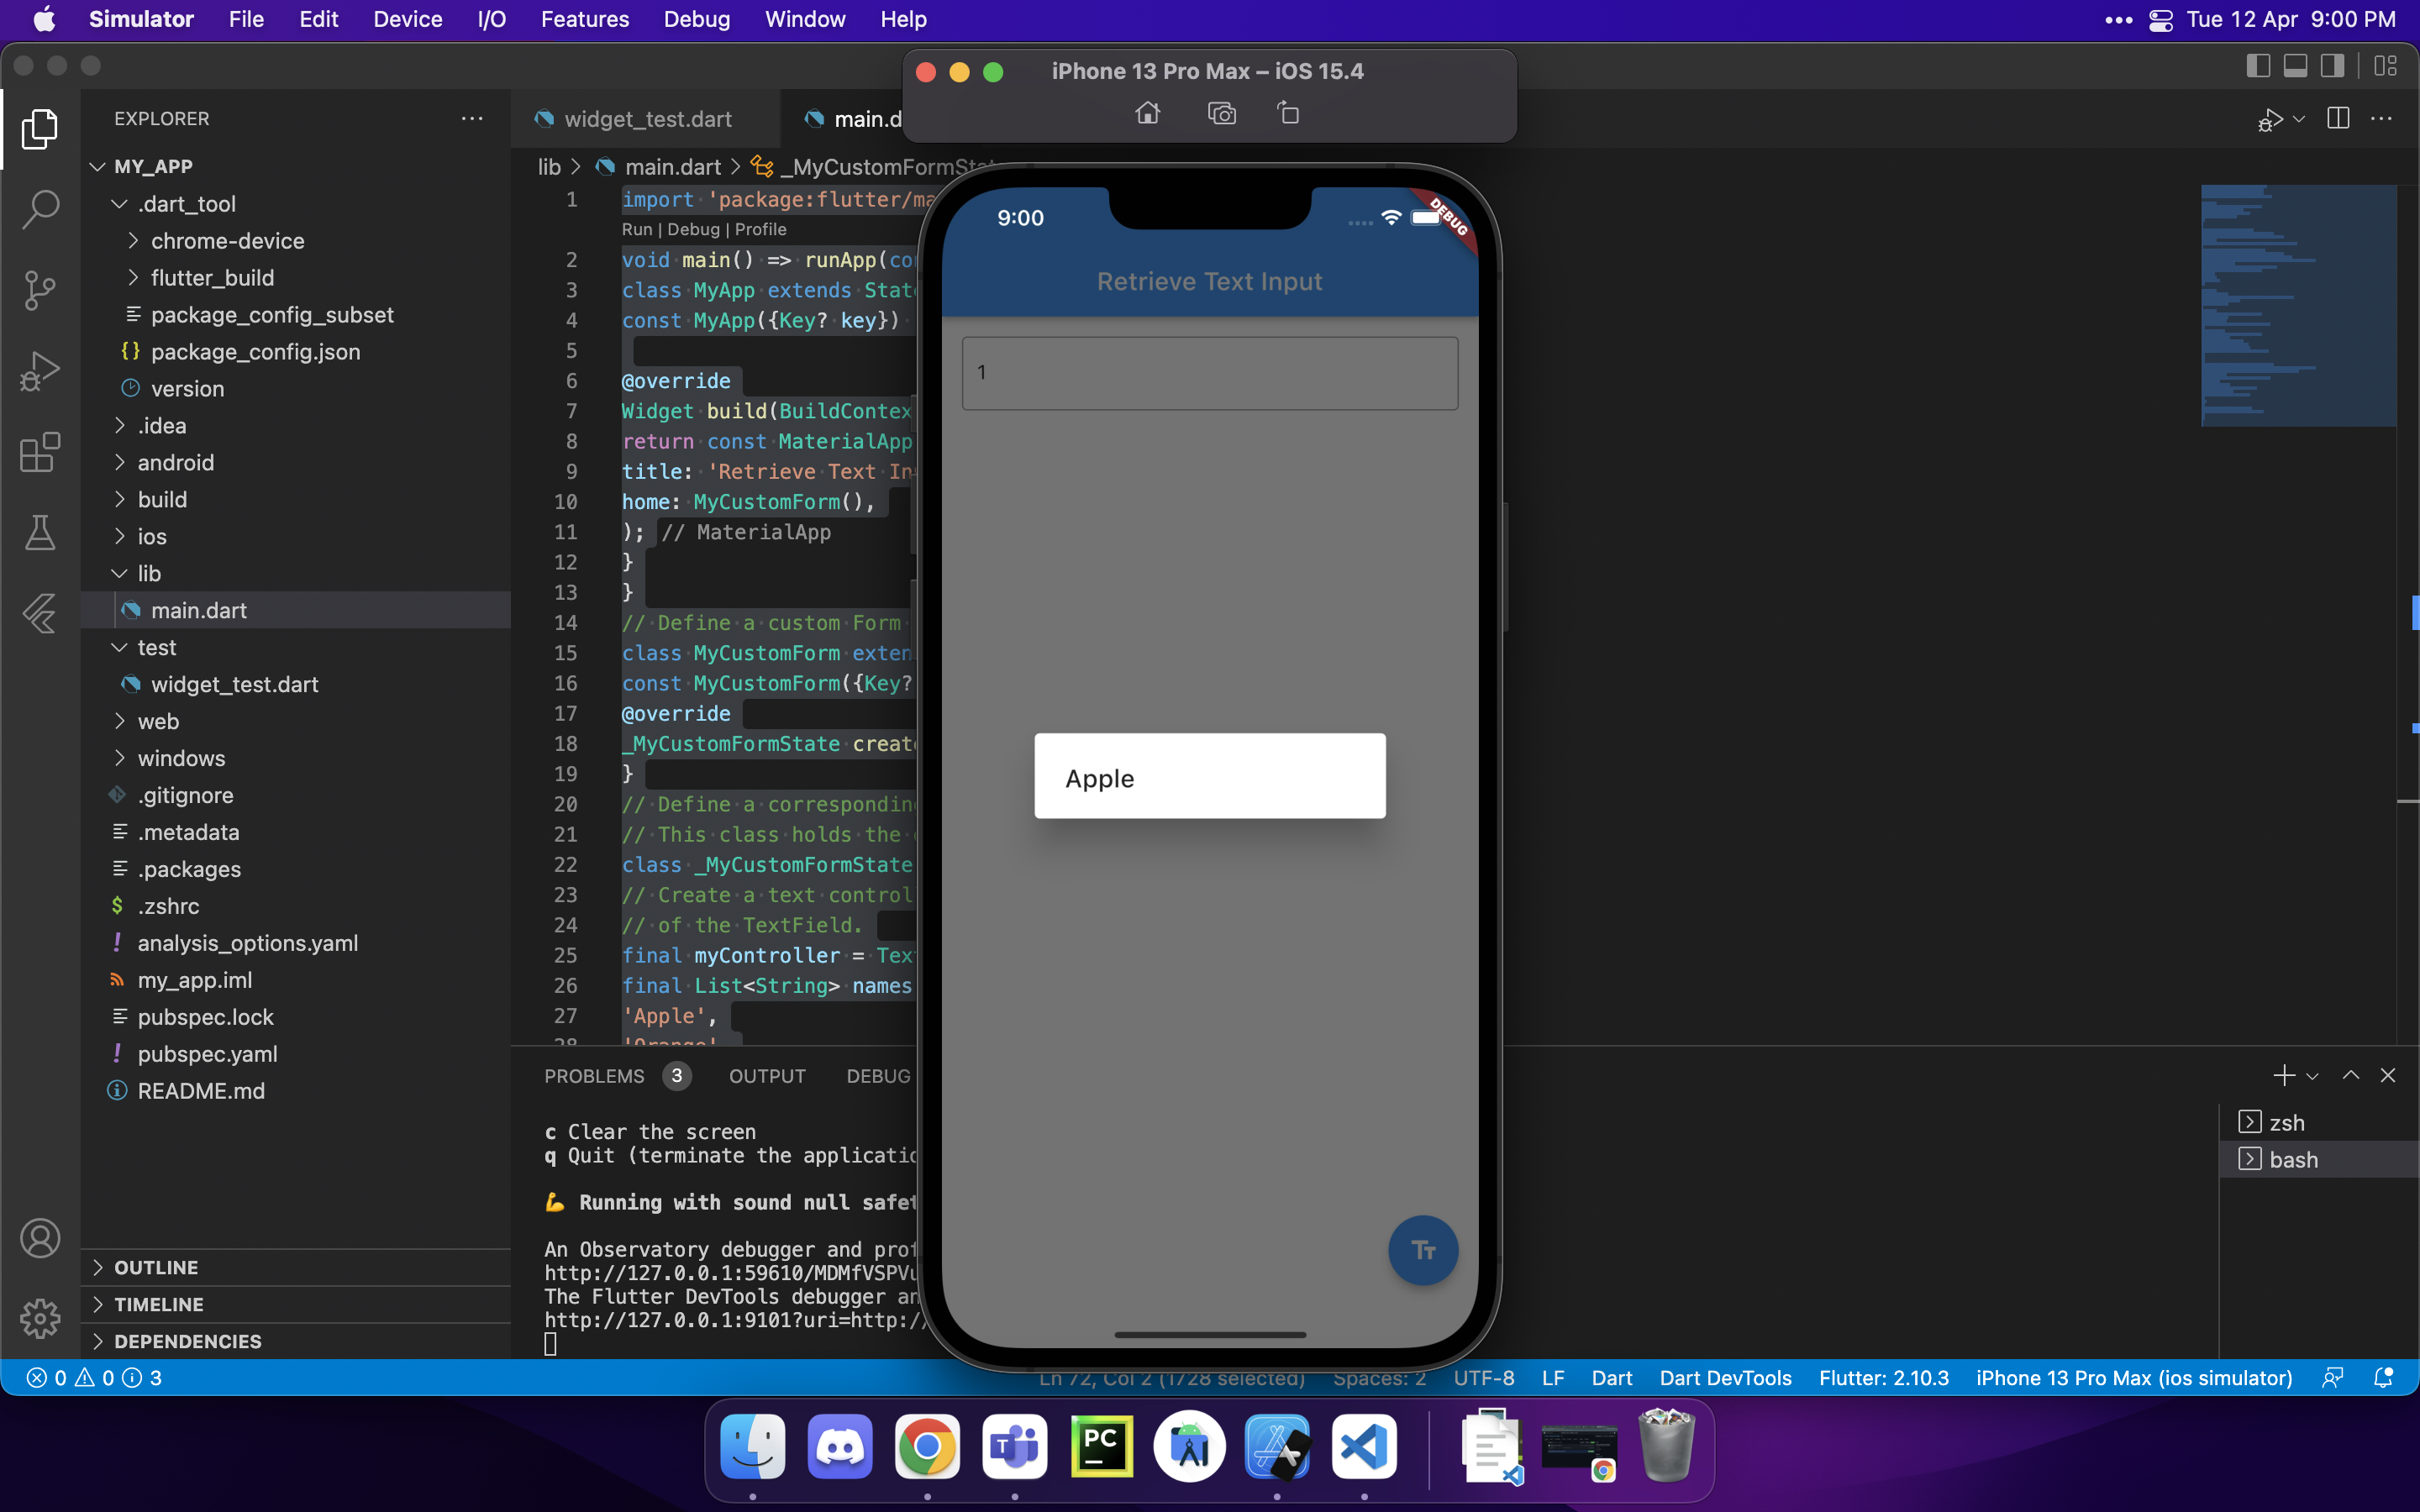 Simulator File Edit Device I/O Features Debug Window Help
Tue 12 Apr 9:00 PM
iPhone 13 Pro Max – iOS 15.4
EXPLORER
MY_APP
.dart_tool
chrome-device
flutter_build
package_config_subset
package_config.json
version
.idea
android
build
ios
lib
main.dart
test
widget_test.dart
web
windows
.gitignore
.metadata
.packages
.zshrc
analysis_options.yaml
my_app.iml
pubspec.lock
pubspec.yaml
README.md
OUTLINE
TIMELINE
DEPENDENCIES
widget_test.dart
main.d
lib > main.dart > _MyCustomFormState
1 import 'package:flutter/ma
Run | Debug | Profile
2 void main() => runApp(con
3 class MyApp extends State
4 const MyApp({Key? key})
5
6 @override
7 Widget build(BuildContex
8 return const MaterialApp
9 title: 'Retrieve Text In
10 home: MyCustomForm(),
11 ); // MaterialApp
12 }
13 }
14 // Define a custom Form
15 class MyCustomForm exten
16 const MyCustomForm({Key?
17 @override
18 _MyCustomFormState create
19 }
20 // Define a corresponding
21 // This class holds the
22 class _MyCustomFormState
23 // Create a text control
24 // of the TextField.
25 final myController = Tex
26 final List<String> names
27 'Apple',
28 'Orange'
9:00
DEBUG
Retrieve Text Input
1
Apple
PROBLEMS 3 OUTPUT DEBUG
c Clear the screen
q Quit (terminate the applicatio
Running with sound null safet
An Observatory debugger and prof
http://127.0.0.1:59610/MDMfVSPVu
The Flutter DevTools debugger an
http://127.0.0.1:9101?uri=http:/
zsh
bash
0 0 3
Ln 72, Col 2 (1728 selected) Spaces: 2 UTF-8 LF Dart Dart DevTools Flutter: 2.10.3 iPhone 13 Pro Max (ios simulator)
T
PC